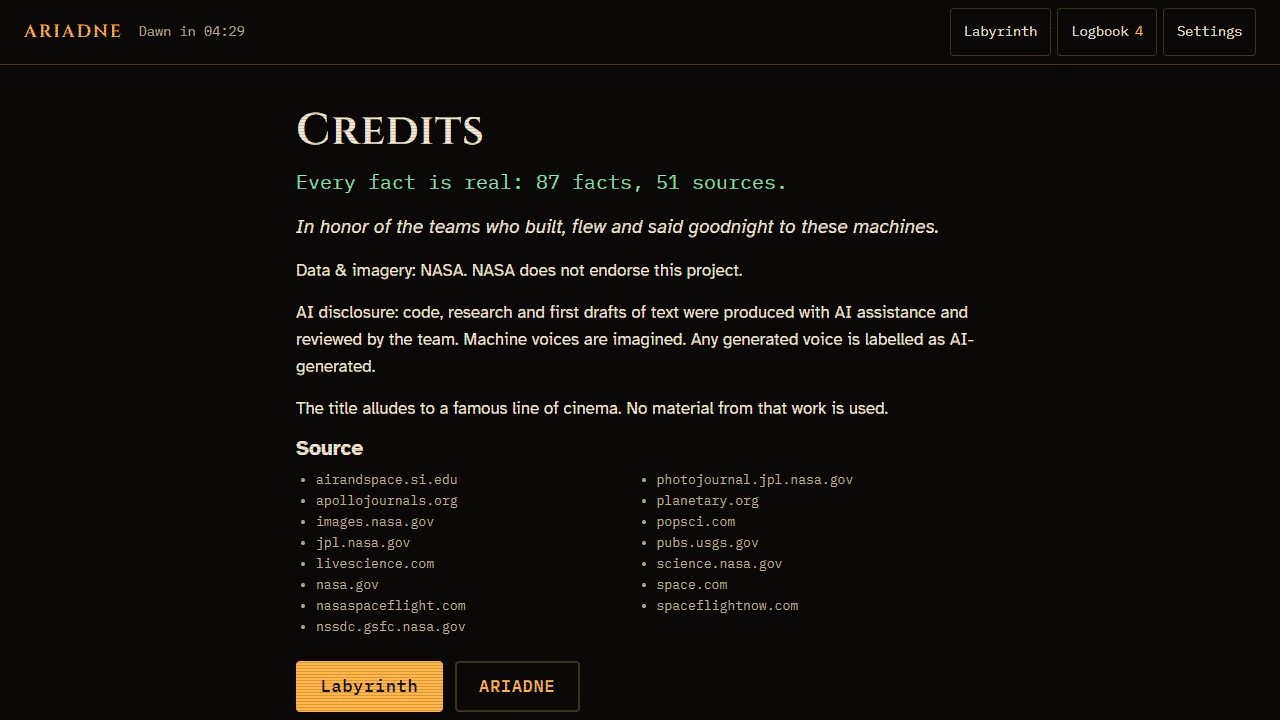 ARIADNE Dawn in 04:29 Labyrinth Logbook 4 Settings
Credits
Every fact is real: 87 facts, 51 sources.
In honor of the teams who built, flew and said goodnight to these machines.
Data & imagery: NASA. NASA does not endorse this project.
AI disclosure: code, research and first drafts of text were produced with AI assistance and
reviewed by the team. Machine voices are imagined. Any generated voice is labelled as AI-
generated.
The title alludes to a famous line of cinema. No material from that work is used.
Source
• airandspace.si.edu
• apollojournals.org
• images.nasa.gov
• jpl.nasa.gov
• livescience.com
• nasa.gov
• nasaspaceflight.com
• nssdc.gsfc.nasa.gov
• photojournal.jpl.nasa.gov
• planetary.org
• popsci.com
• pubs.usgs.gov
• science.nasa.gov
• space.com
• spaceflightnow.com
Labyrinth ARIADNE